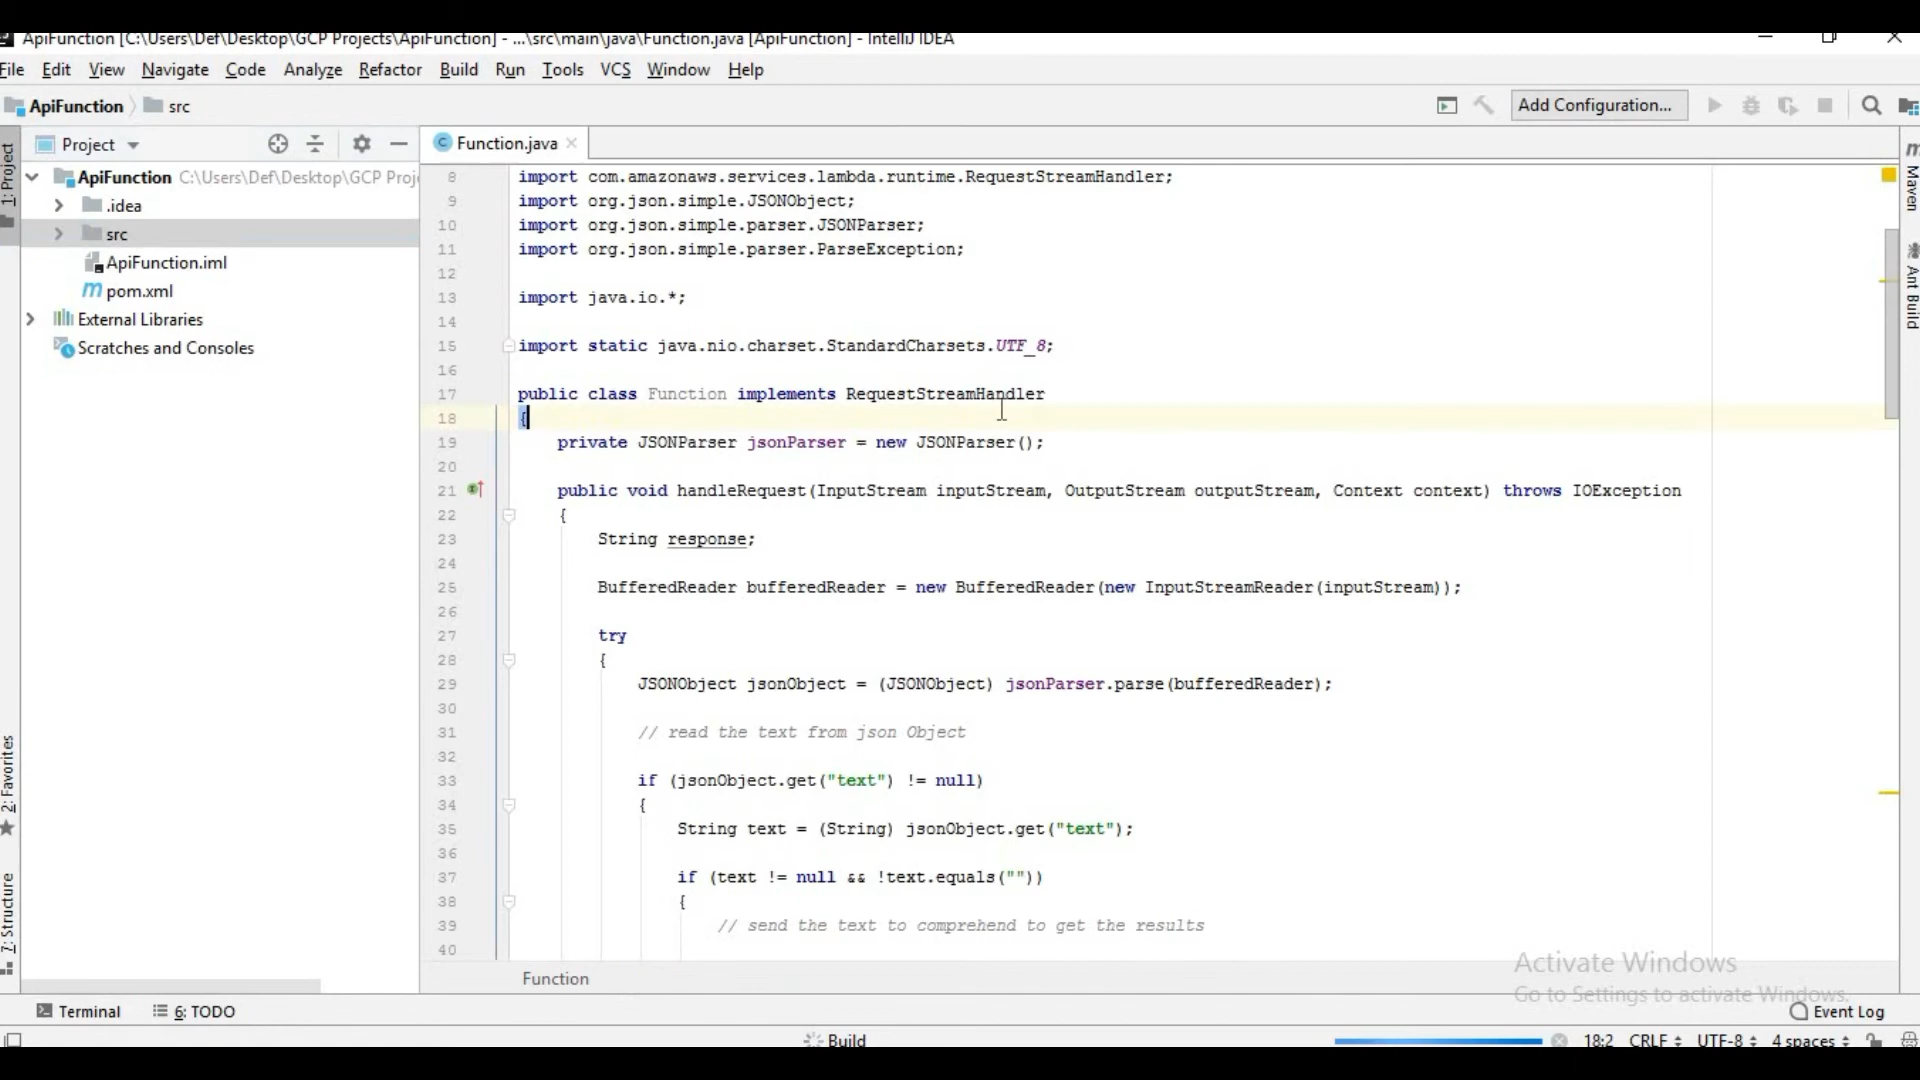 ApiFunction [C:\Users\Def\Desktop\GCP Projects\ApiFunction] - ...\src\main\java\Function.java [ApiFunction] - IntelliJ IDEA
File Edit View Navigate Code Analyze Refactor Build Run Tools VCS Window Help
ApiFunction src Add Configuration...
Project
Function.java
1: Project
Maven
Ant Build
ApiFunction C:\Users\Def\Desktop\GCP Proj
.idea
src
ApiFunction.iml
pom.xml
External Libraries
Scratches and Consoles
2: Favorites
7: Structure
8 import com.amazonaws.services.lambda.runtime.RequestStreamHandler;
9 import org.json.simple.JSONObject;
10 import org.json.simple.parser.JSONParser;
11 import org.json.simple.parser.ParseException;
12
13 import java.io.*;
14
15 import static java.nio.charset.StandardCharsets.UTF_8;
16
17 public class Function implements RequestStreamHandler
18 {
19 private JSONParser jsonParser = new JSONParser();
20
21 public void handleRequest(InputStream inputStream, OutputStream outputStream, Context context) throws IOException
22 {
23 String response;
24
25 BufferedReader bufferedReader = new BufferedReader(new InputStreamReader(inputStream));
26
27 try
28 {
29 JSONObject jsonObject = (JSONObject) jsonParser.parse(bufferedReader);
30
31 // read the text from json Object
32
33 if (jsonObject.get("text") != null)
34 {
35 String text = (String) jsonObject.get("text");
36
37 if (text != null && !text.equals(""))
38 {
39 // send the text to comprehend to get the results
40
Function
Activate Windows
Go to Settings to activate Windows.
Terminal 6: TODO Event Log
Build 18:2 CRLF UTF-8 4 spaces